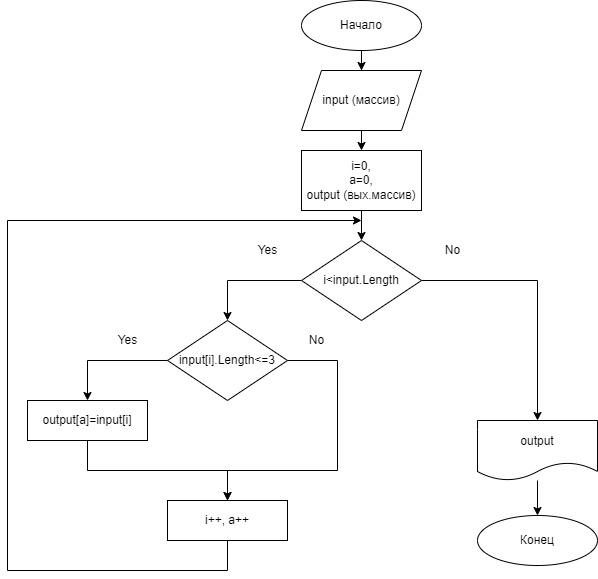 Начало
input (массив)
i=0,
a=0,
output (вых.массив)
Yes
No
i<input.Length
Yes
No
input[i].Length<=3
output[a]=input[i]
output
i++, a++
Конец